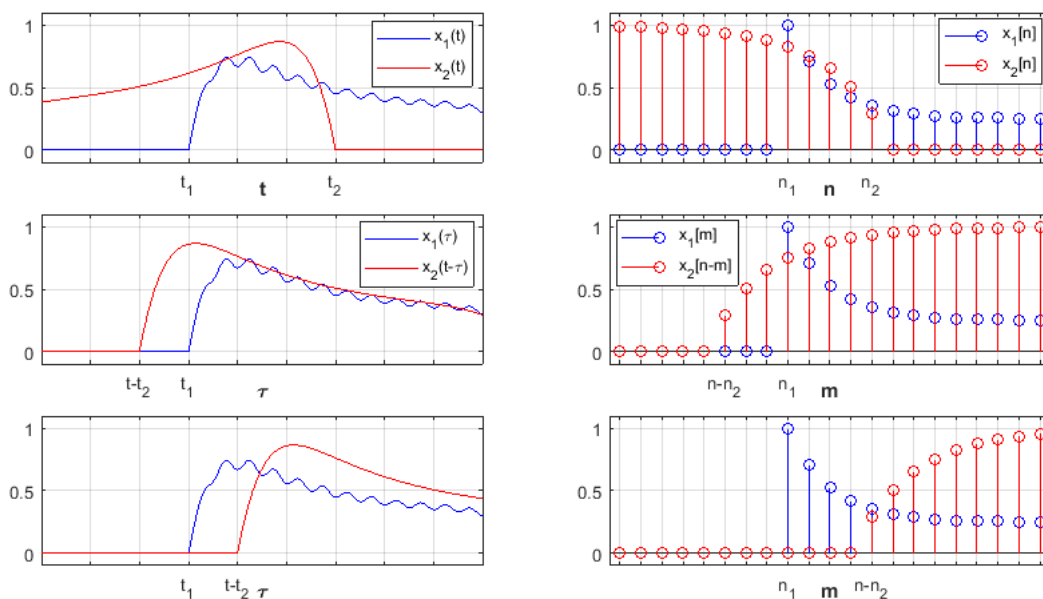 1
0.5
0
x₁(t)
x₂(t)
t₁ t t₂
1
0.5
0
x₁[n]
x₂[n]
n₁ n n₂
1
0.5
0
x₁(τ)
x₂(t-τ)
t-t₂ t₁ τ
1
0.5
0
x₁[m]
x₂[n-m]
n-n₂ n₁ m
1
0.5
0
t₁ t-t₂ τ
1
0.5
0
n₁ m n-n₂